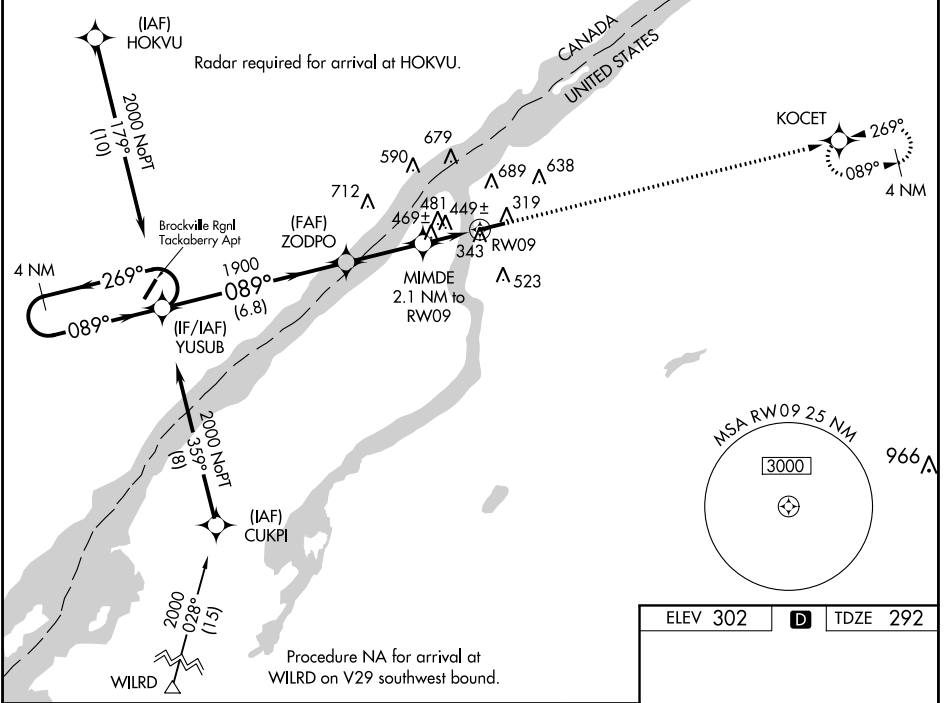 (IAF)
HOKVU
Radar required for arrival at HOKVU.
2000 NoPT
179°
(10)
CANADA
UNITED STATES
KOCET
269°
089°
4 NM
679
590
689
638
712
481
449±
469±
319
343
RW09
523
(FAF)
ZODPO
MIMDE
2.1 NM to
RW09
Brockville Rgnl
Tackaberry Apt
4 NM
269°
089°
1900
089°
(6.8)
(IF/IAF)
YUSUB
2000 NoPT
359°
(8)
(IAF)
CUKPI
2000
028°
(15)
WILRD
Procedure NA for arrival at
WILRD on V29 southwest bound.
MSA RW09 25 NM
3000
966
ELEV 302
D
TDZE 292